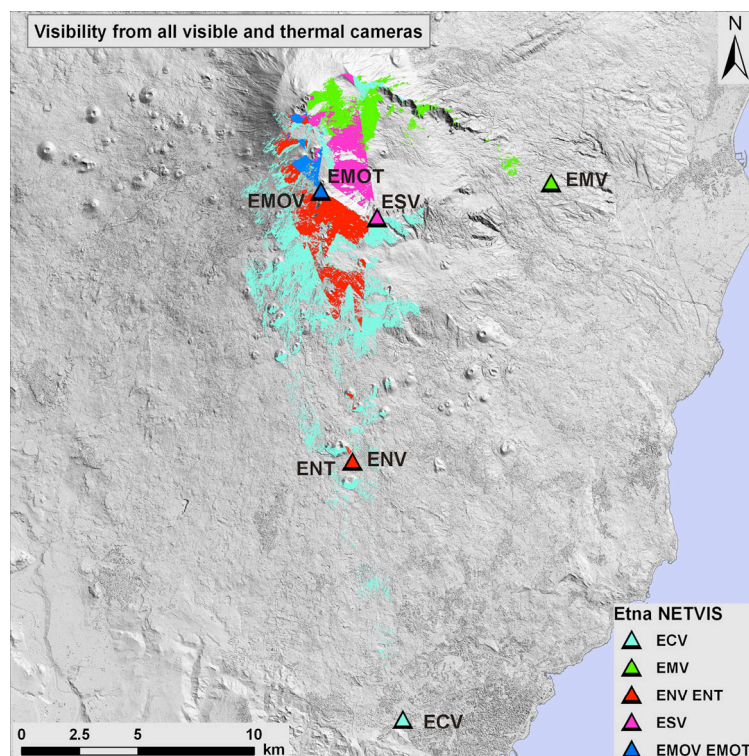 Visibility from all visible and thermal cameras
N
EMOT
EMV
EMOV
ESV
ENT
ENV
ECV
Etna NETVIS
ECV
EMV
ENV ENT
ESV
EMOV EMOT
0 2.5 5 10
km